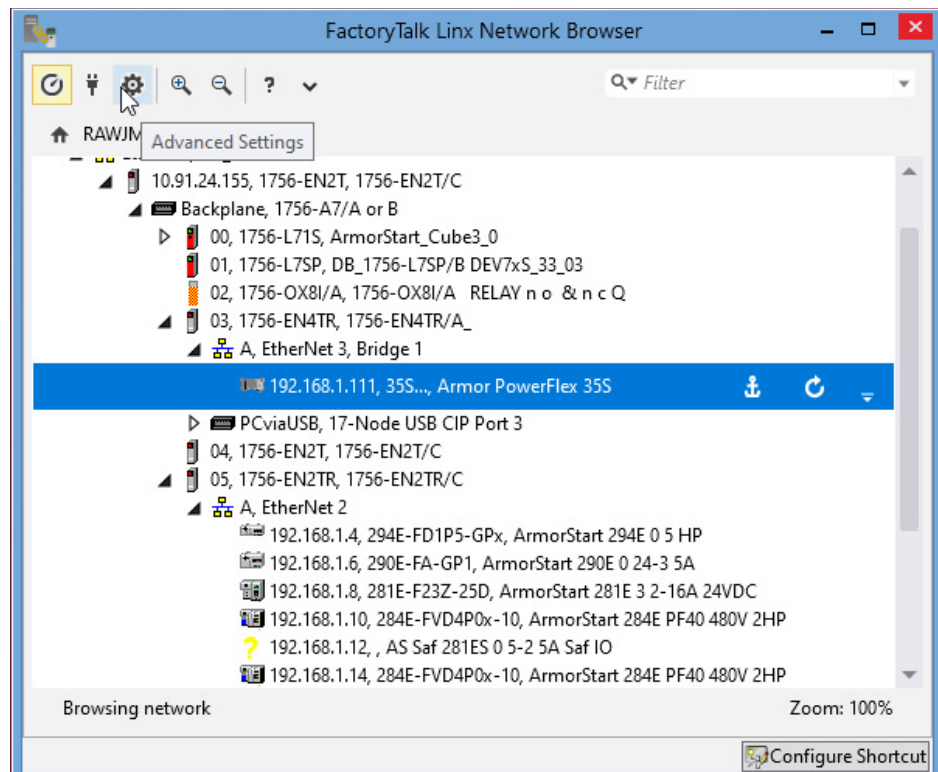 FactoryTalk Linx Network Browser
Filter
RAWJM
Advanced Settings
10.91.24.155, 1756-EN2T, 1756-EN2T/C
Backplane, 1756-A7/A or B
00, 1756-L71S, ArmorStart_Cube3_0
01, 1756-L7SP, DB_1756-L7SP/B DEV7xS_33_03
02, 1756-OX8I/A, 1756-OX8I/A RELAY n o & n c Q
03, 1756-EN4TR, 1756-EN4TR/A_
A, EtherNet 3, Bridge 1
192.168.1.111, 35S..., Armor PowerFlex 35S
PCviaUSB, 17-Node USB CIP Port 3
04, 1756-EN2T, 1756-EN2T/C
05, 1756-EN2TR, 1756-EN2TR/C
A, EtherNet 2
192.168.1.4, 294E-FD1P5-GPx, ArmorStart 294E 0 5 HP
192.168.1.6, 290E-FA-GP1, ArmorStart 290E 0 24-3 5A
192.168.1.8, 281E-F23Z-25D, ArmorStart 281E 3 2-16A 24VDC
192.168.1.10, 284E-FVD4P0x-10, ArmorStart 284E PF40 480V 2HP
192.168.1.12, , AS Saf 281ES 0 5-2 5A Saf IO
192.168.1.14, 284E-FVD4P0x-10, ArmorStart 284E PF40 480V 2HP
Browsing network Zoom: 100%
Configure Shortcut